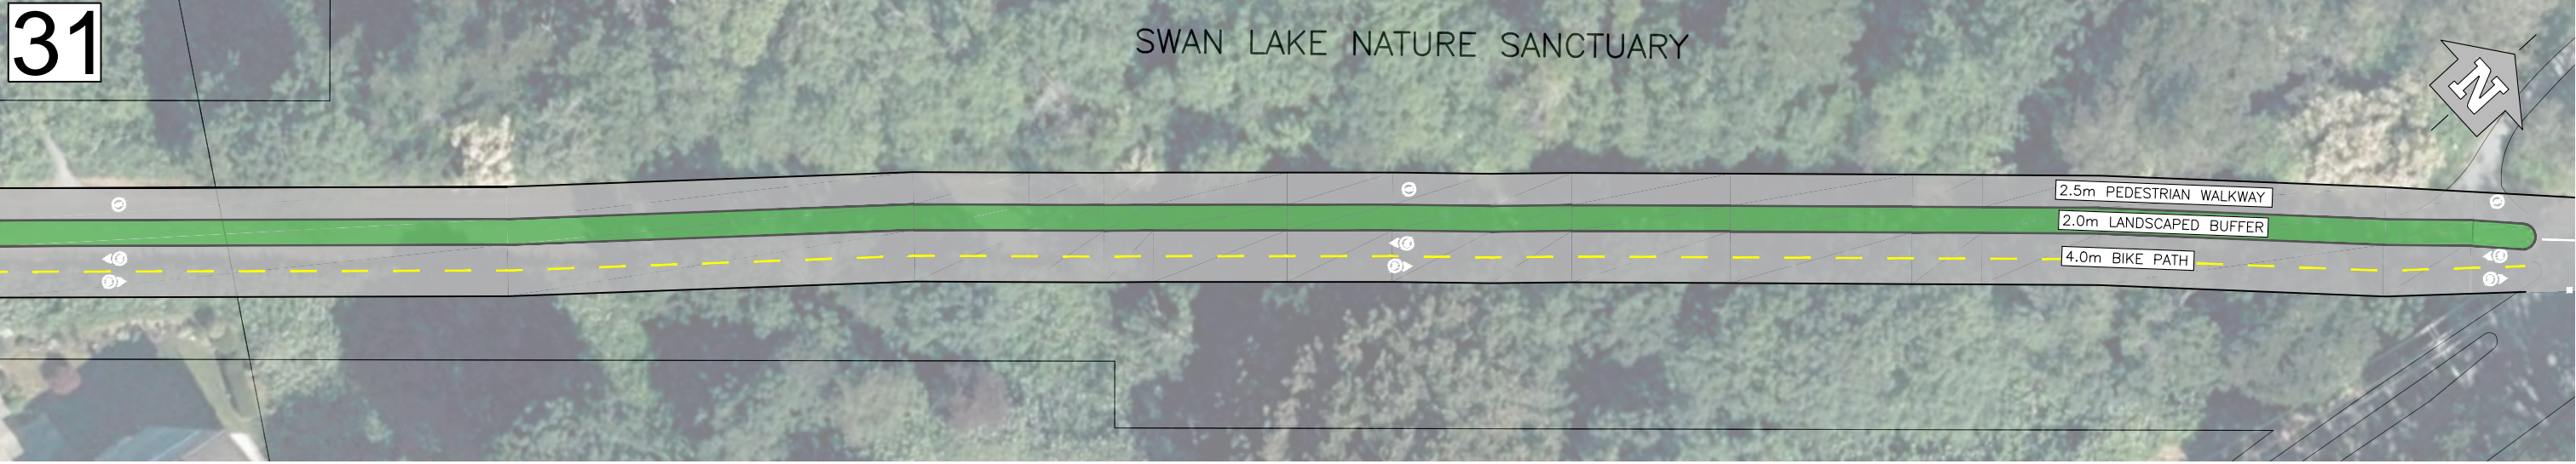 31
SWAN LAKE NATURE SANCTUARY
N
2.5m PEDESTRIAN WALKWAY
2.0m LANDSCAPED BUFFER
4.0m BIKE PATH